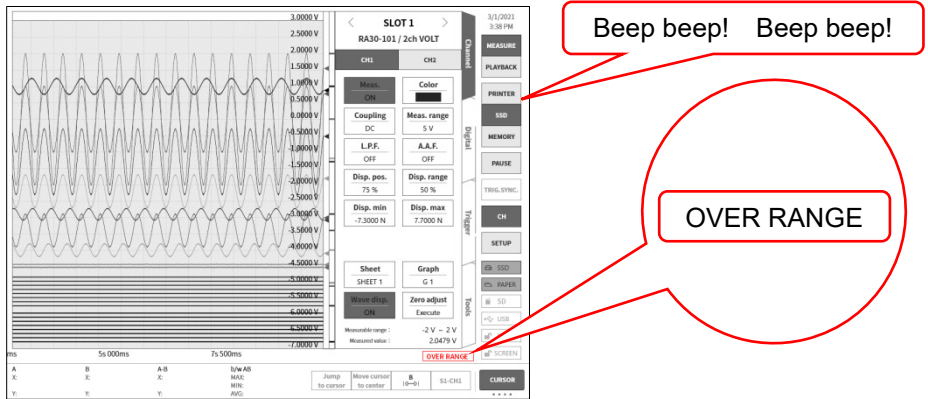 3.0000 V
2.5000 V
2.0000 V
1.5000 V
1.0000 V
0.5000 V
0.0000 V
-0.5000 V
-1.0000 V
-1.5000 V
-2.0000 V
-2.5000 V
-3.0000 V
-3.5000 V
-4.0000 V
-4.5000 V
-5.0000 V
-5.5000 V
-6.0000 V
-6.5000 V
-7.0000 V
ms 5s 000ms 7s 500ms
< SLOT 1 >
RA30-101 / 2ch VOLT
CH1 CH2
Meas. Color
ON
Coupling Meas. range
DC 5 V
L.P.F. A.A.F.
OFF OFF
Disp. pos. Disp. range
75 % 50 %
Disp. min Disp. max
-7.3000 N 7.7000 N
Sheet Graph
SHEET 1 G 1
Wave disp. Zero adjust
ON Execute
Measurable range : -2 V ~ 2 V
Measured value : 2.0479 V
OVER RANGE
Channel
Digital
Trigger
Tools
3/1/2021
3:38 PM
MEASURE
PLAYBACK
PRINTER
SSD
MEMORY
PAUSE
TRIG.SYNC.
CH
SETUP
SSD
PAPER
SD
USB
SCREEN
A B A-B b/w AB
X: X: X: MAX:
MIN:
Y: Y: Y: AVG:
Jump
to cursor
Move cursor
to center
B
S1-CH1
CURSOR
Beep beep! Beep beep!
OVER RANGE